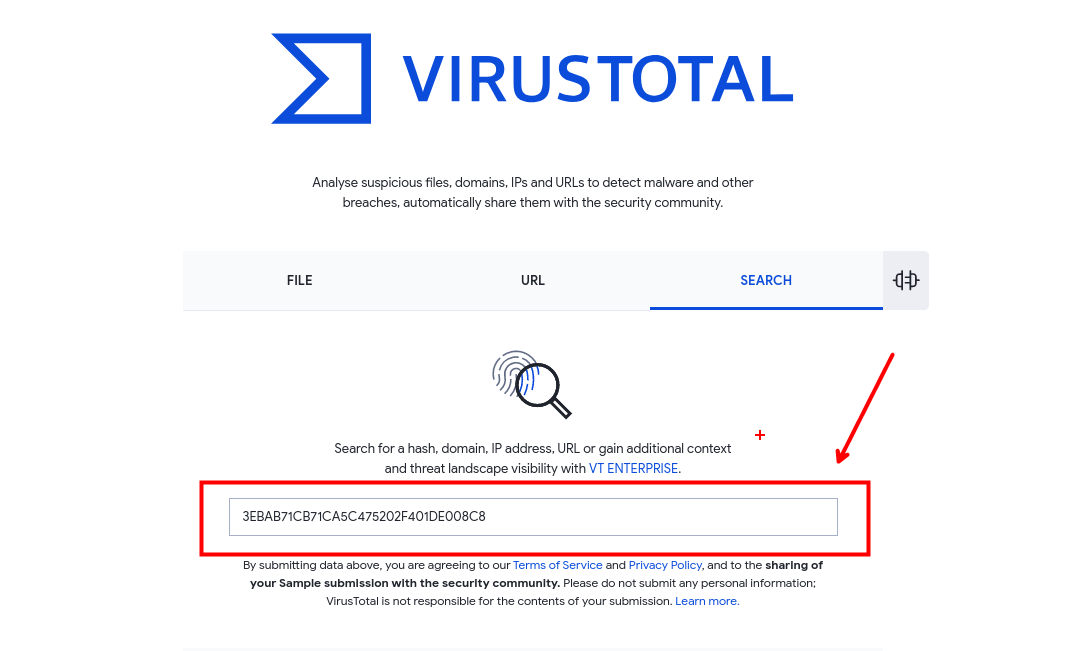 VIRUSTOTAL
Analyse suspicious files, domains, IPs and URLs to detect malware and other
breaches, automatically share them with the security community.
FILE
URL
SEARCH
Search for a hash, domain, IP address, URL or gain additional context
and threat landscape visibility with VT ENTERPRISE.
3EBAB71CB71CA5C475202F401DE008C8
By submitting data above, you are agreeing to our Terms of Service and Privacy Policy, and to the sharing of
your Sample submission with the security community. Please do not submit any personal information;
VirusTotal is not responsible for the contents of your submission. Learn more.